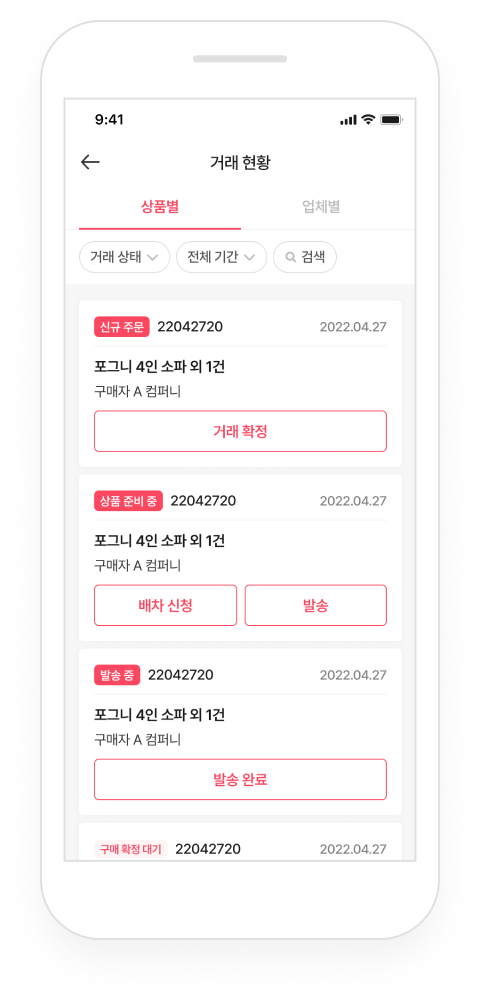 9:41
거래 현황
상품별 업체별
거래 상태 전체 기간 검색
신규 주문 22042720 2022.04.27
포그니 4인 소파 외 1건
구매자 A 컴퍼니
거래 확정
상품 준비 중 22042720 2022.04.27
포그니 4인 소파 외 1건
구매자 A 컴퍼니
배차 신청 발송
발송 중 22042720 2022.04.27
포그니 4인 소파 외 1건
구매자 A 컴퍼니
발송 완료
구매 확정 대기 22042720 2022.04.27